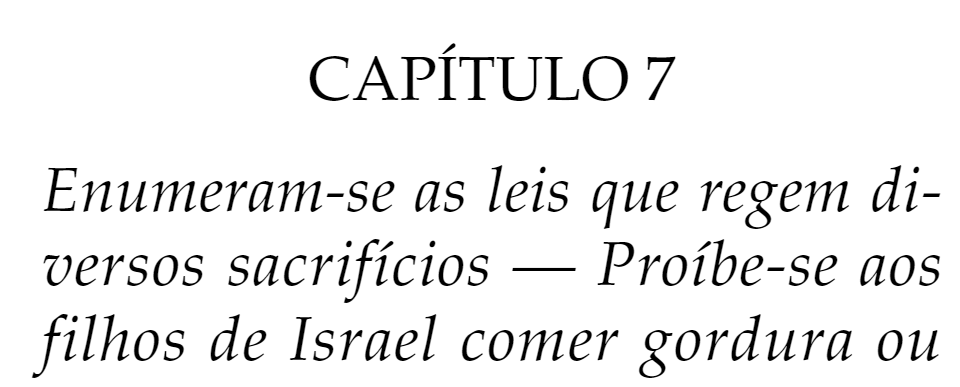 CAPÍTULO 7
Enumeram-se as leis que regem di-
versos sacrifícios — Proíbe-se aos
filhos de Israel comer gordura ou